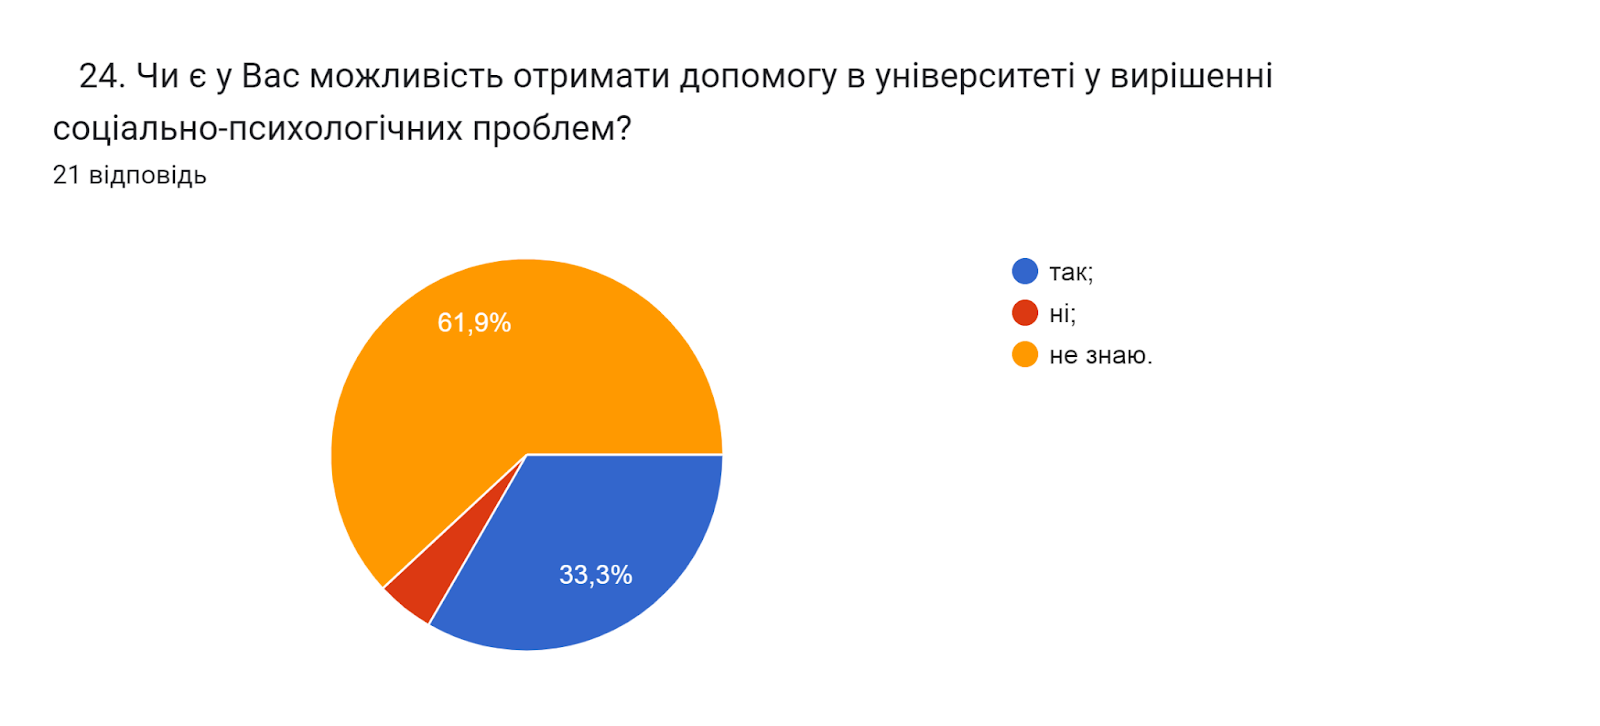 24. Чи є у Вас можливість отримати допомогу в університеті у вирішенні
соціально-психологічних проблем?
21 відповідь
61,9%
33,3%
так;
ні;
не знаю.